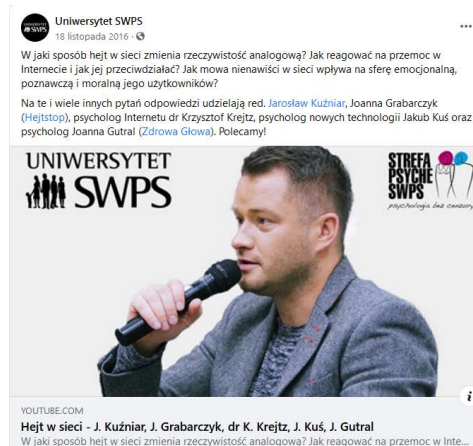 Uniwersytet SWPS
18 listopada 2016 ·
W jaki sposób hejt w sieci zmienia rzeczywistość analogową? Jak reagować na przemoc w
Internecie i jak jej przeciwdziałać? Jak mowa nienawiści w sieci wpływa na sferę emocjonalną,
poznawczą i moralną jego użytkowników?
Na te i wiele innych pytań odpowiedzi udzielają red. Jarosław Kuźniar, Joanna Grabarczyk
(Hejtstop), psycholog Internetu dr Krzysztof Krejtz, psycholog nowych technologii Jakub Kuś oraz
psycholog Joanna Gutral (Zdrowa Głowa). Polecamy!
UNIWERSYTET
SWPS
STREFA
PSYCHE
SWPS
psychologia bez cenzury
YOUTUBE.COM
Hejt w sieci - J. Kuźniar, J. Grabarczyk, dr K. Krejtz, J. Kuś, J. Gutral
W jaki sposób hejt w sieci zmienia rzeczywistość analogową? Jak reagować na przemoc w Inte...